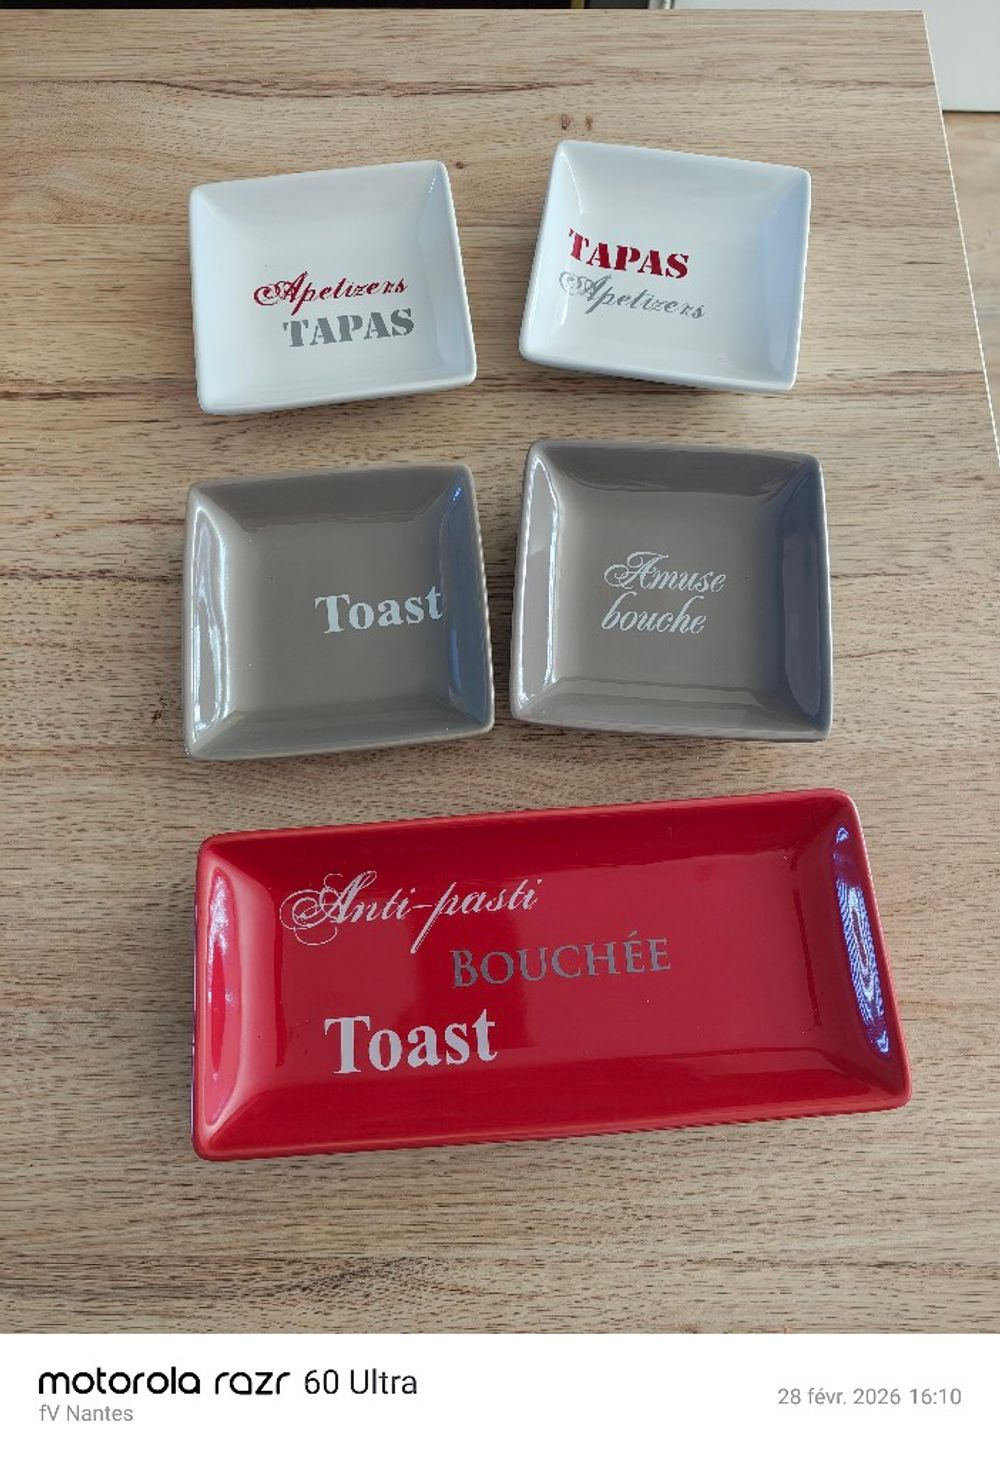 Apetizers
TAPAS
TAPAS
Apetizers
Toast
Amuse
bouche
Anti-pasti
BOUCHÉE
Toast
motorola razr 60 Ultra
fV Nantes
28 févr. 2026 16:10